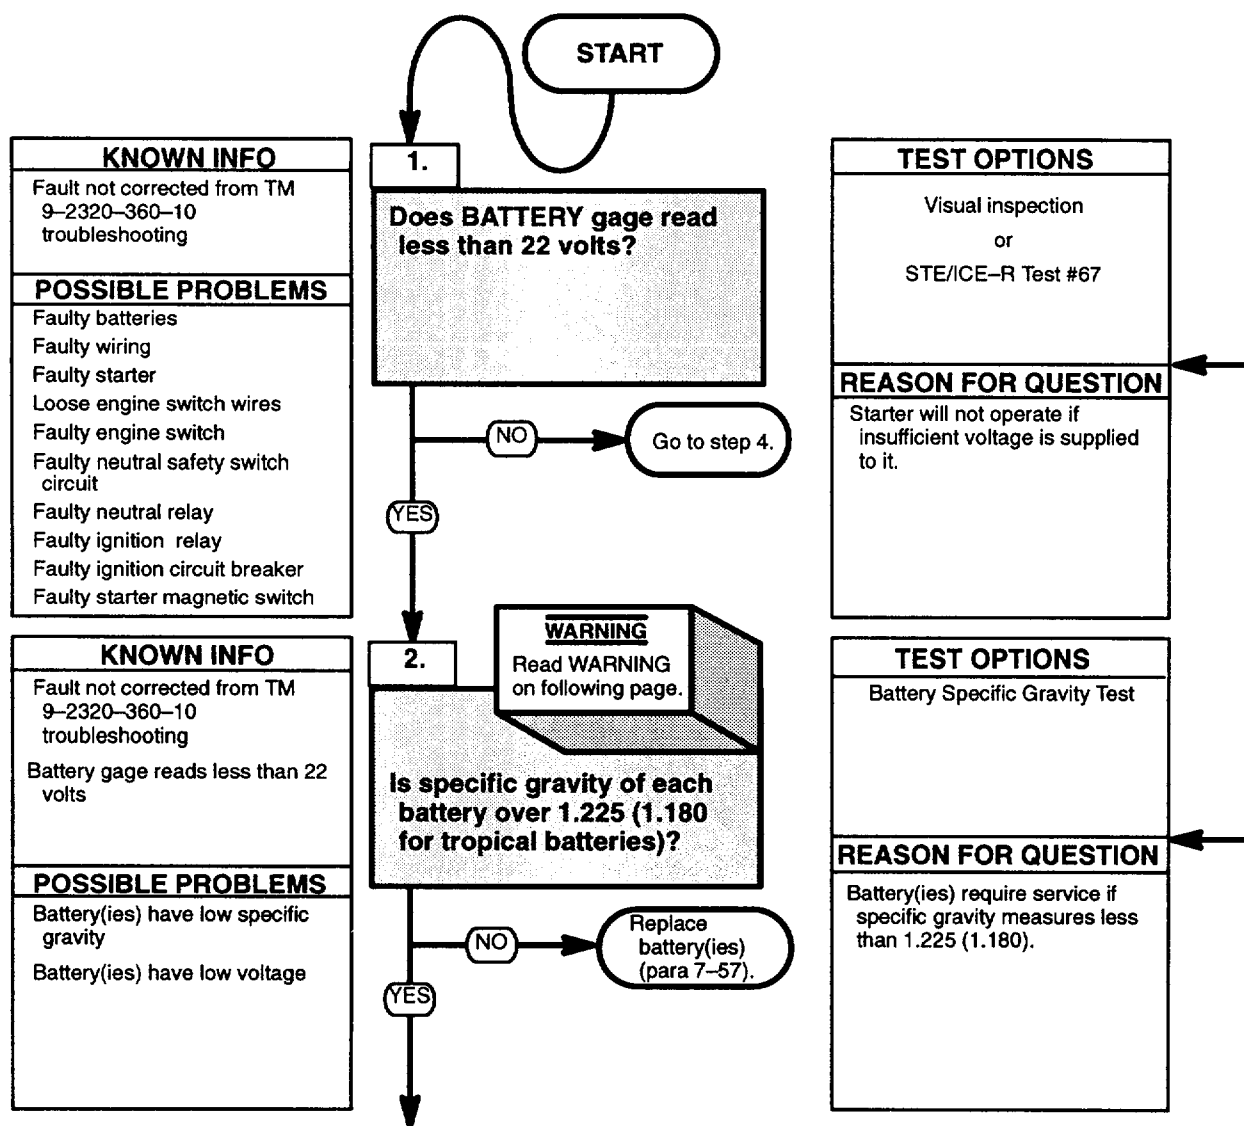 START
KNOWN INFO
Fault not corrected from TM
9–2320–360–10
troubleshooting
POSSIBLE PROBLEMS
Faulty batteries
Faulty wiring
Faulty starter
Loose engine switch wires
Faulty engine switch
Faulty neutral safety switch
circuit
Faulty neutral relay
Faulty ignition relay
Faulty ignition circuit breaker
Faulty starter magnetic switch
1.
Does BATTERY gage read
less than 22 volts?
NO
Go to step 4.
YES
TEST OPTIONS
Visual inspection
or
STE/ICE–R Test #67
REASON FOR QUESTION
Starter will not operate if
insufficient voltage is supplied
to it.
KNOWN INFO
Fault not corrected from TM
9–2320–360–10
troubleshooting
Battery gage reads less than 22
volts
POSSIBLE PROBLEMS
Battery(ies) have low specific
gravity
Battery(ies) have low voltage
2.
WARNING
Read WARNING
on following page.
Is specific gravity of each
battery over 1.225 (1.180
for tropical batteries)?
NO
Replace
battery(ies)
(para 7–57).
YES
TEST OPTIONS
Battery Specific Gravity Test
REASON FOR QUESTION
Battery(ies) require service if
specific gravity measures less
than 1.225 (1.180).